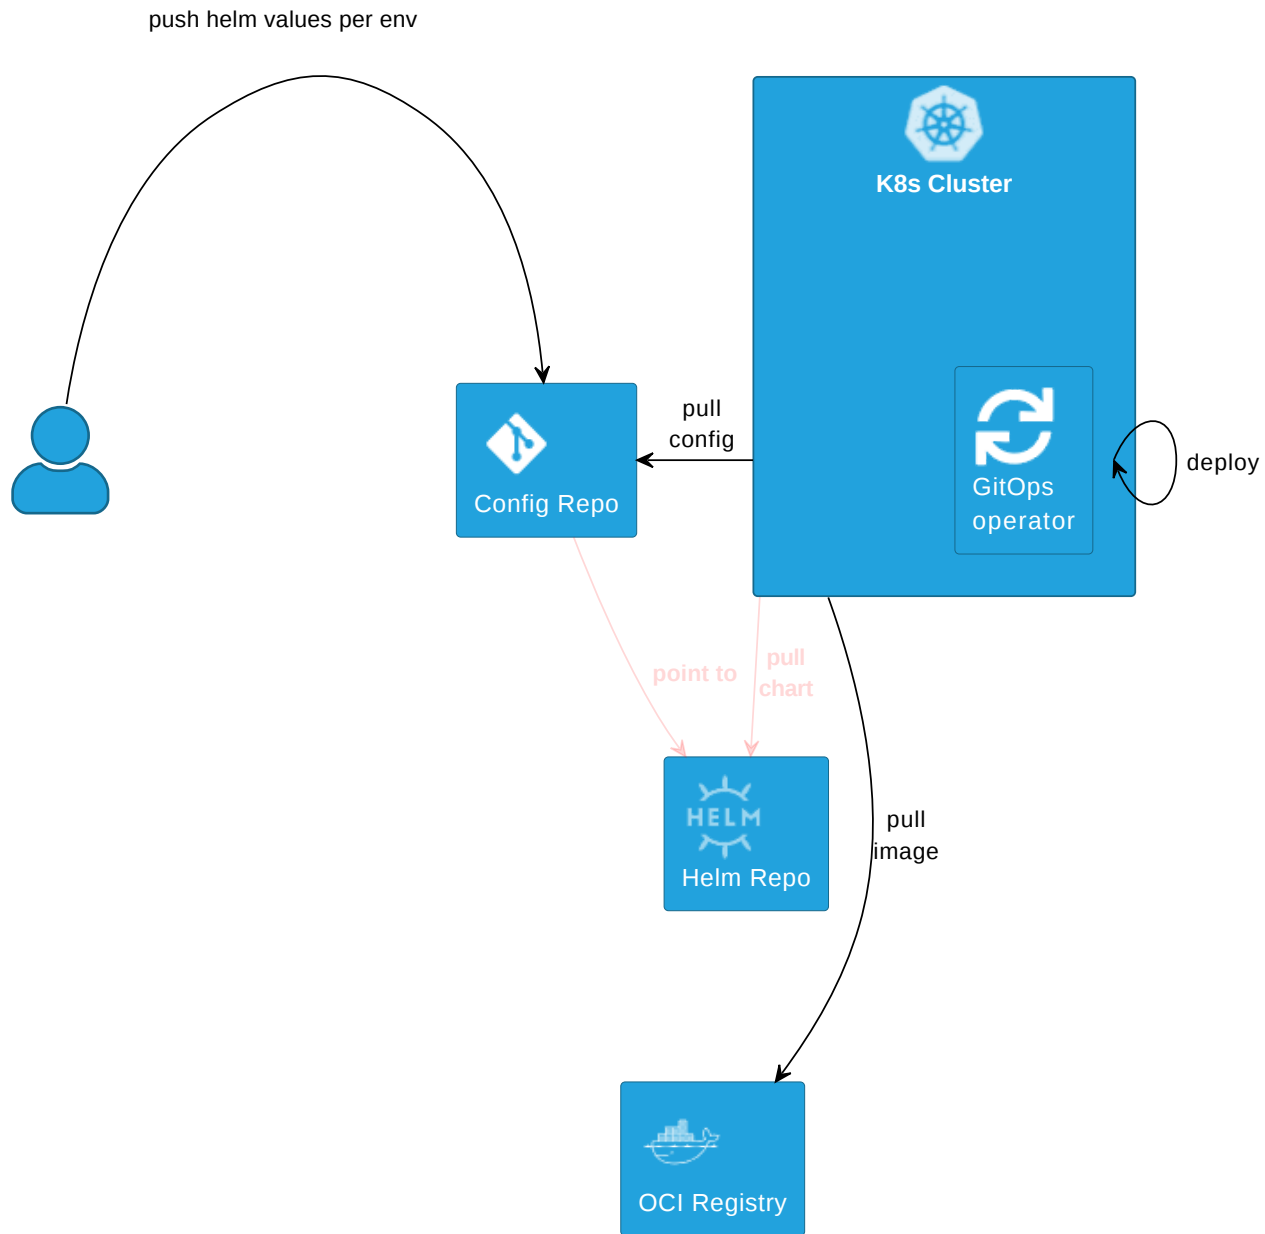 push helm values per env
K8s Cluster
pull
config
Config Repo
GitOps
operator
deploy
point to
pull
chart
HELM
Helm Repo
pull
image
OCI Registry